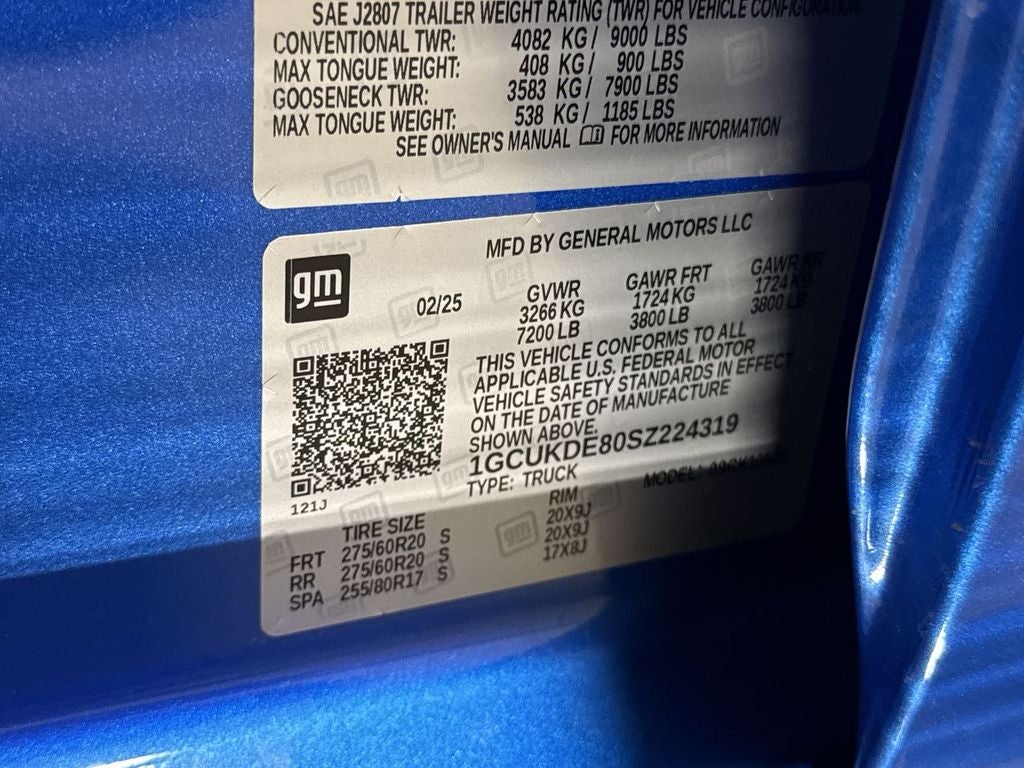 SAE J2807 TRAILER WEIGHT RATING (TWR) FOR VEHICLE CONFIGURATION
CONVENTIONAL TWR: 4082 KG / 9000 LBS
MAX TONGUE WEIGHT: 408 KG / 900 LBS
GOOSENECK TWR: 3583 KG / 7900 LBS
MAX TONGUE WEIGHT: 538 KG / 1185 LBS
SEE OWNER'S MANUAL FOR MORE INFORMATION
MFD BY GENERAL MOTORS LLC
gm
02/25
GVWR GAWR FRT GAWR RR
3266 KG 1724 KG 1724 KG
7200 LB 3800 LB 3800 LB
THIS VEHICLE CONFORMS TO ALL
APPLICABLE U.S. FEDERAL MOTOR
VEHICLE SAFETY STANDARDS IN EFFECT
ON THE DATE OF MANUFACTURE
SHOWN ABOVE.
1GCUKDE80SZ224319
TYPE: TRUCK MODEL:
121J
TIRE SIZE RIM
FRT 275/60R20 S 20X9J
RR 275/60R20 S 20X9J
SPA 255/80R17 S 17X8J